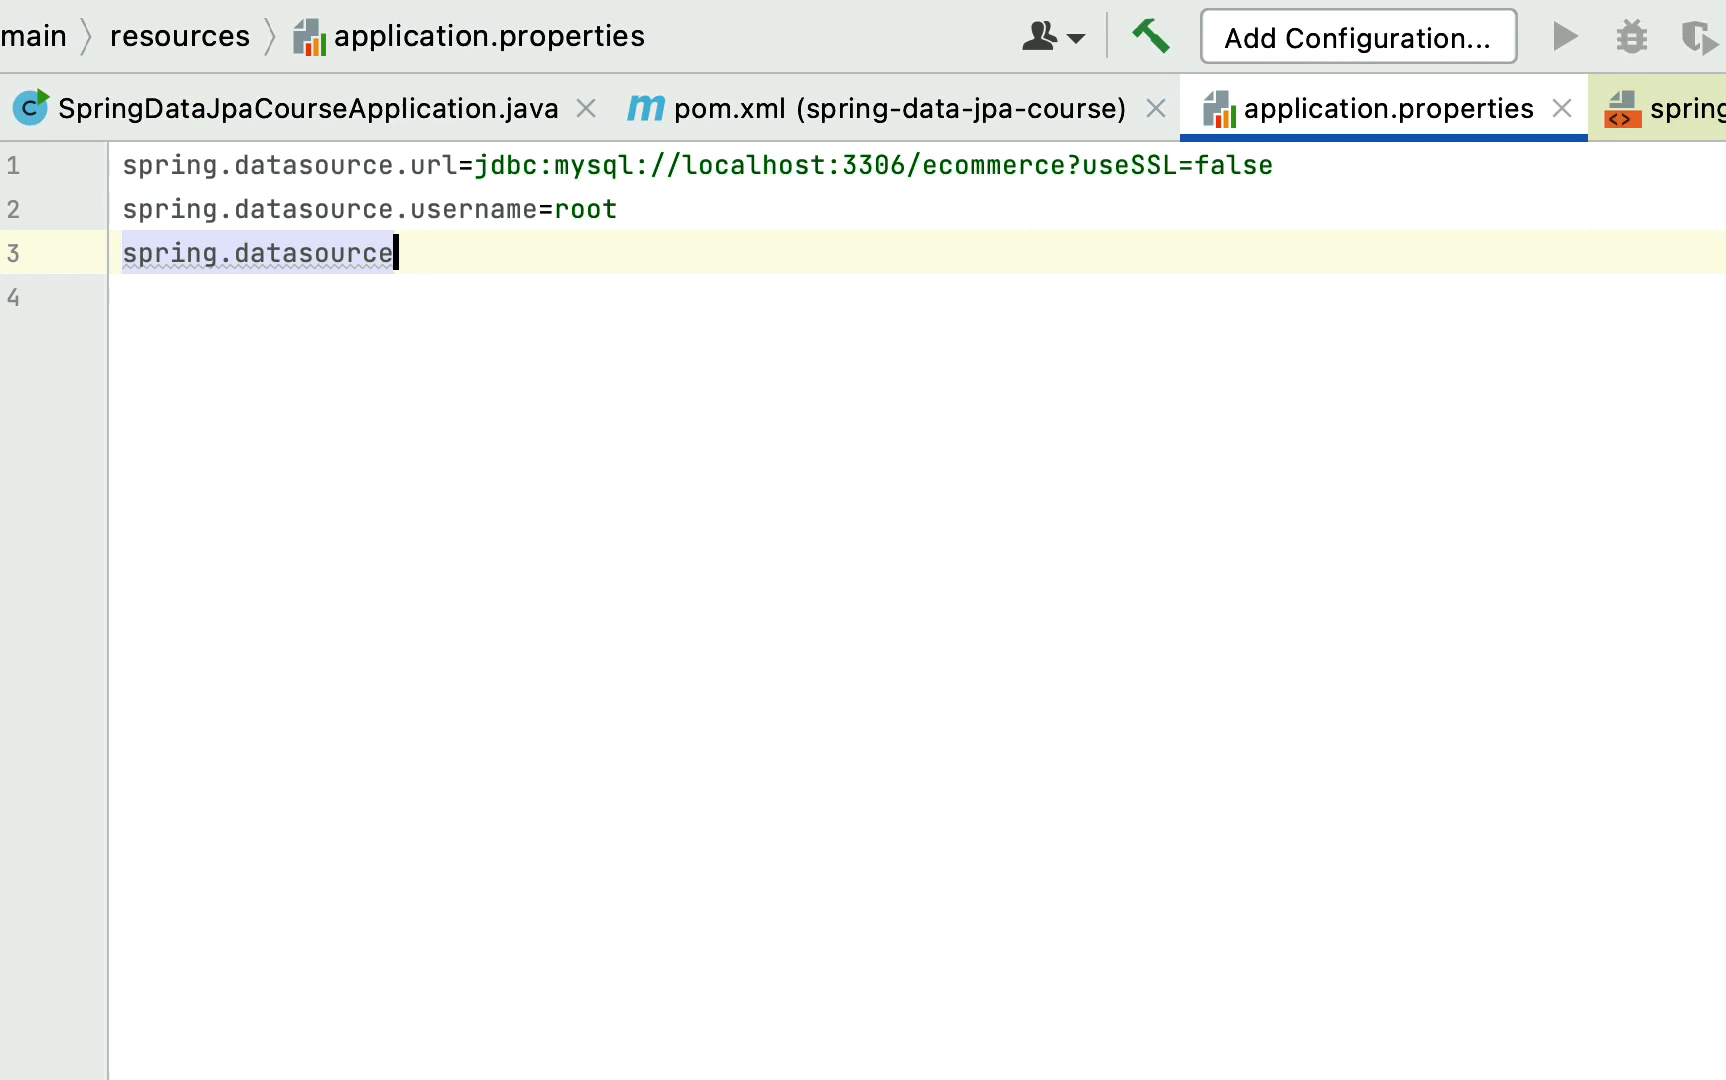 main 〉 resources 〉 application.properties
Add Configuration...
C SpringDataJpaCourseApplication.java
m pom.xml (spring-data-jpa-course)
application.properties
<> spring
1 spring.datasource.url=jdbc:mysql://localhost:3306/ecommerce?useSSL=false
2 spring.datasource.username=root
3 spring.datasource
4